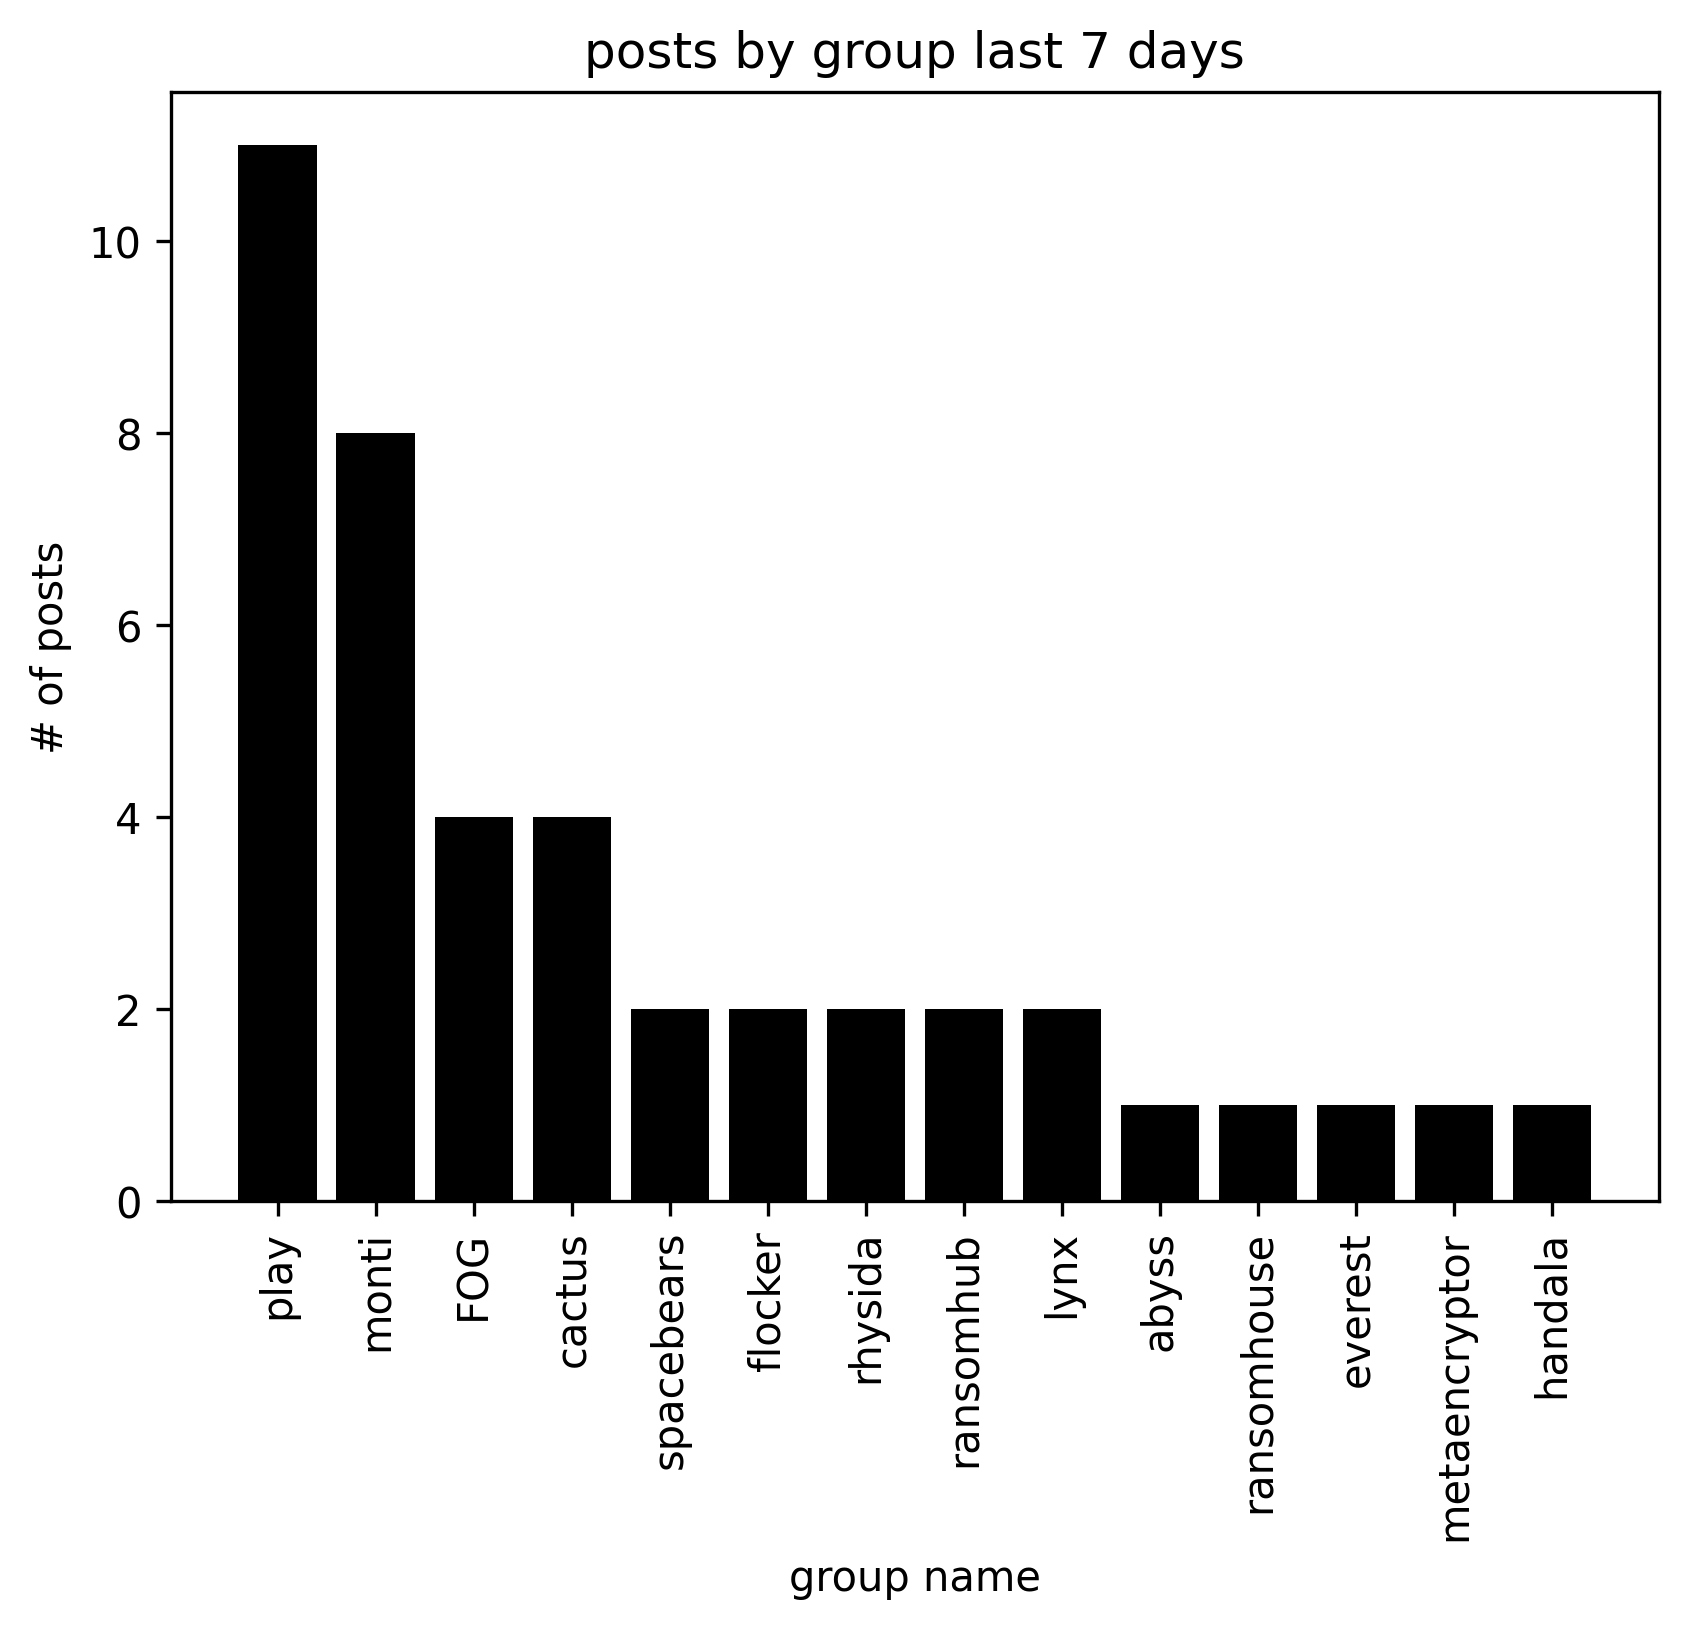 posts by group last 7 days
# of posts
10
8
6
4
2
0
play
monti
FOG
cactus
spacebears
flocker
rhysida
ransomhub
lynx
abyss
ransomhouse
everest
metaencryptor
handala
group name